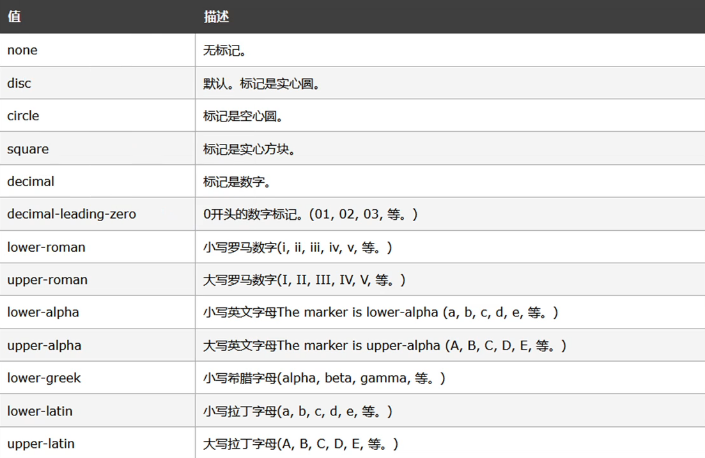 值 描述
none 无标记。
disc 默认。标记是实心圆。
circle 标记是空心圆。
square 标记是实心方块。
decimal 标记是数字。
decimal-leading-zero 0开头的数字标记。(01, 02, 03, 等。)
lower-roman 小写罗马数字(i, ii, iii, iv, v, 等。)
upper-roman 大写罗马数字(I, II, III, IV, V, 等。)
lower-alpha 小写英文字母The marker is lower-alpha (a, b, c, d, e, 等。)
upper-alpha 大写英文字母The marker is upper-alpha (A, B, C, D, E, 等。)
lower-greek 小写希腊字母(alpha, beta, gamma, 等。)
lower-latin 小写拉丁字母(a, b, c, d, e, 等。)
upper-latin 大写拉丁字母(A, B, C, D, E, 等。)